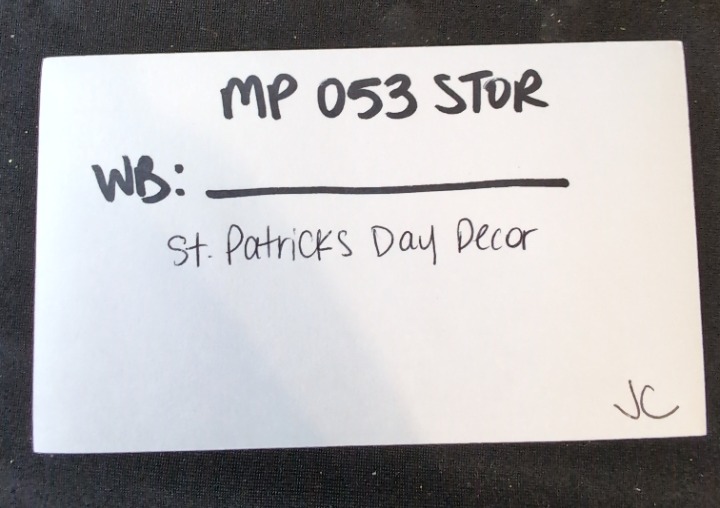 MP 053 STOR
WB: ___________
St. Patricks Day Decor
JC